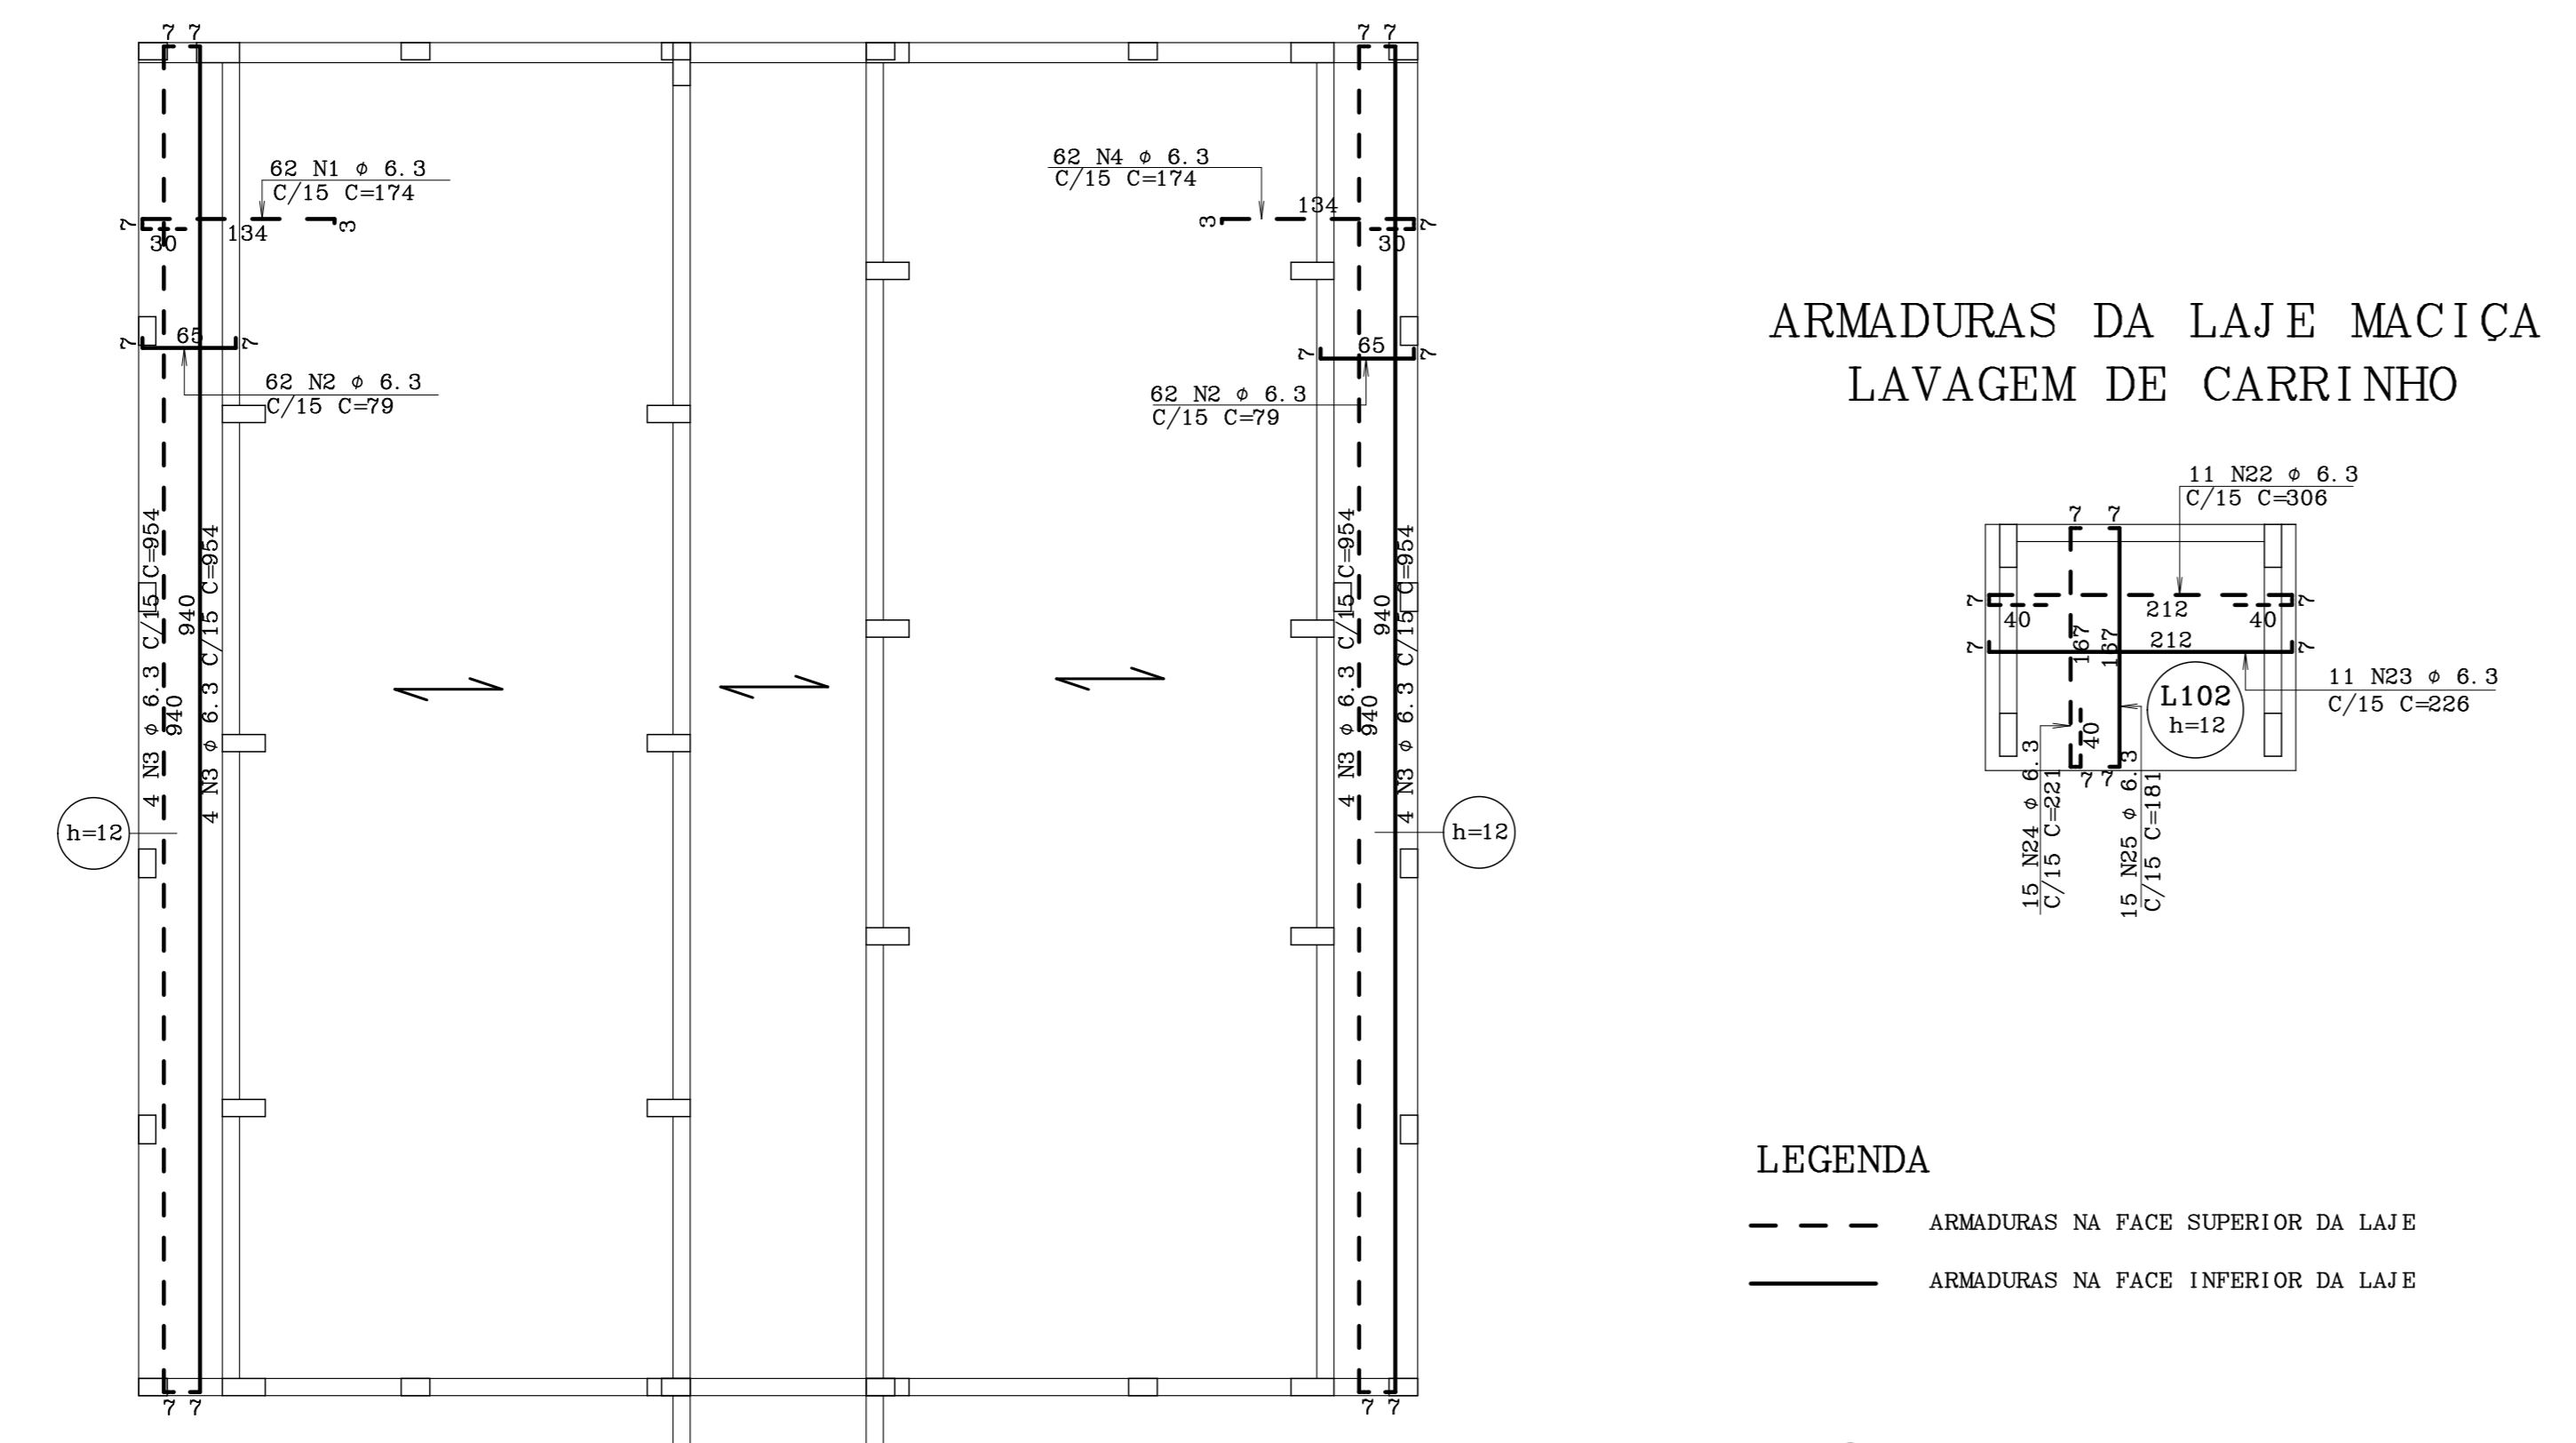 7 7
7 7
62 N1 φ 6.3
C/15 C=174
7
30
134
3
62 N4 φ 6.3
C/15 C=174
3
134
30
7
7
65
7
62 N2 φ 6.3
C/15 C=79
7
65
7
62 N2 φ 6.3
C/15 C=79
4 N3 φ 6.3 C/15 C=954
940
940
4 N3 φ 6.3 C/15 C=954
4 N3 φ 6.3 C/15 C=954
940
940
4 N3 φ 6.3 C/15 C=954
h=12
h=12
7 7
7 7
ARMADURAS DA LAJE MACIÇA
LAVAGEM DE CARRINHO
11 N22 φ 6.3
C/15 C=306
7 7
7
40
212
40
7
7
212
7
167
167
11 N23 φ 6.3
C/15 C=226
L102
h=12
40
7 7
15 N24 φ 6.3
C/15 C=221
15 N25 φ 6.3
C/15 C=181
LEGENDA
ARMADURAS NA FACE SUPERIOR DA LAJE
ARMADURAS NA FACE INFERIOR DA LAJE